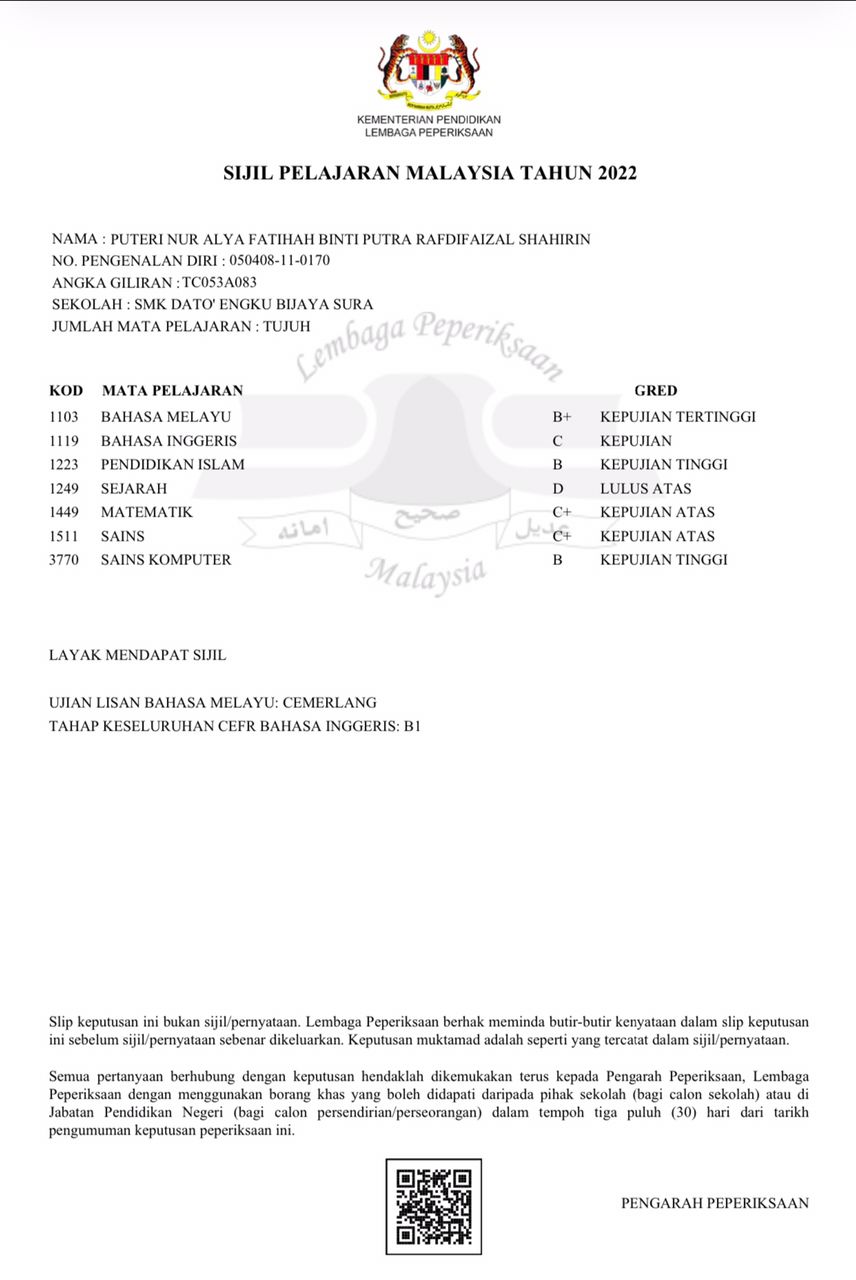 KEMENTERIAN PENDIDIKAN
LEMBAGA PEPERIKSAAN
SIJIL PELAJARAN MALAYSIA TAHUN 2022
NAMA : PUTERI NUR ALYA FATIHAH BINTI PUTRA RAFDIFAIZAL SHAHIRIN
NO. PENGENALAN DIRI : 050408-11-0170
ANGKA GILIRAN : TC053A083
SEKOLAH : SMK DATO' ENGKU BIJAYA SURA
JUMLAH MATA PELAJARAN : TUJUH
Lembaga Peperiksaan
KOD MATA PELAJARAN GRED
1103 BAHASA MELAYU B+ KEPUJIAN TERTINGGI
1119 BAHASA INGGERIS C KEPUJIAN
1223 PENDIDIKAN ISLAM B KEPUJIAN TINGGI
1249 SEJARAH D LULUS ATAS
1449 MATEMATIK C+ KEPUJIAN ATAS
1511 SAINS C+ KEPUJIAN ATAS
3770 SAINS KOMPUTER B KEPUJIAN TINGGI
عديل صحيح امانه
Malaysia
LAYAK MENDAPAT SIJIL
UJIAN LISAN BAHASA MELAYU: CEMERLANG
TAHAP KESELURUHAN CEFR BAHASA INGGERIS: B1
Slip keputusan ini bukan sijil/pernyataan. Lembaga Peperiksaan berhak meminda butir-butir kenyataan dalam slip keputusan
ini sebelum sijil/pernyataan sebenar dikeluarkan. Keputusan muktamad adalah seperti yang tercatat dalam sijil/pernyataan.
Semua pertanyaan berhubung dengan keputusan hendaklah dikemukakan terus kepada Pengarah Peperiksaan, Lembaga
Peperiksaan dengan menggunakan borang khas yang boleh didapati daripada pihak sekolah (bagi calon sekolah) atau di
Jabatan Pendidikan Negeri (bagi calon persendirian/perseorangan) dalam tempoh tiga puluh (30) hari dari tarikh
pengumuman keputusan peperiksaan ini.
PENGARAH PEPERIKSAAN